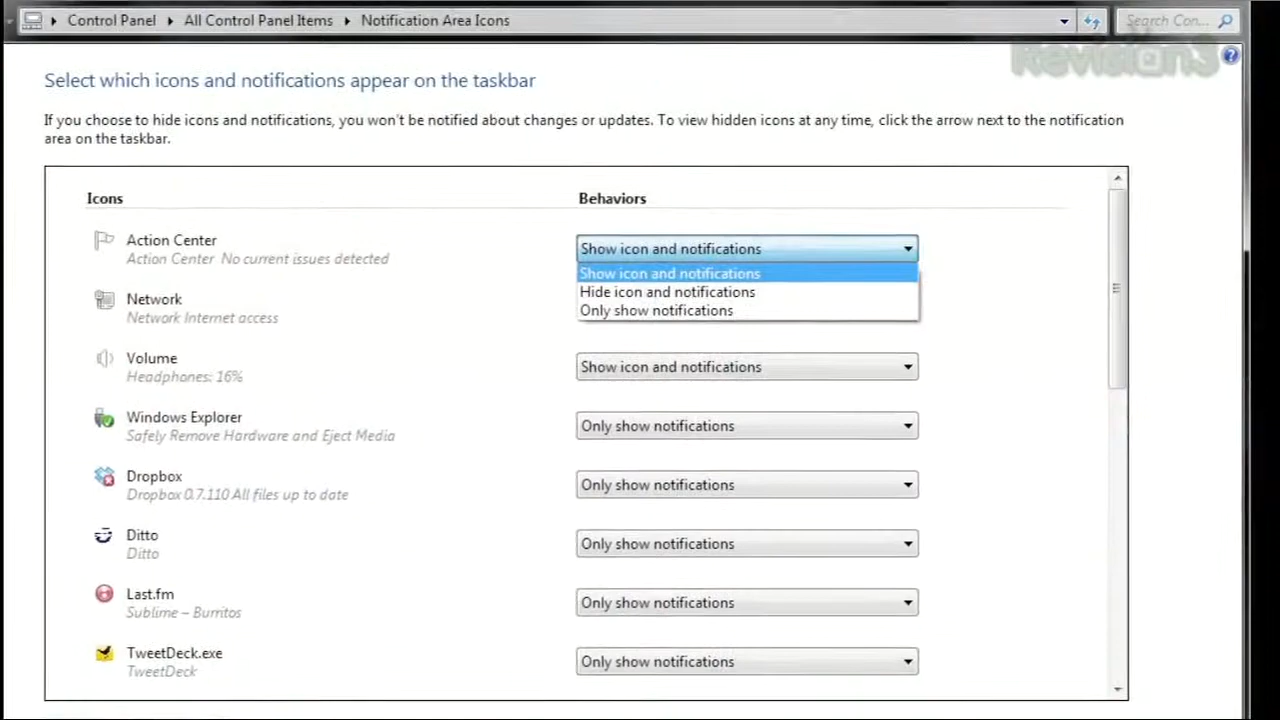 Control Panel ▸ All Control Panel Items ▸ Notification Area Icons
Search Con...
Revision3
Select which icons and notifications appear on the taskbar
If you choose to hide icons and notifications, you won't be notified about changes or updates. To view hidden icons at any time, click the arrow next to the notification
area on the taskbar.
Icons
Behaviors
Action Center
Action Center No current issues detected
Show icon and notifications
Show icon and notifications
Hide icon and notifications
Only show notifications
Network
Network Internet access
Volume
Headphones: 16%
Show icon and notifications
Windows Explorer
Safely Remove Hardware and Eject Media
Only show notifications
Dropbox
Dropbox 0.7.110 All files up to date
Only show notifications
Ditto
Ditto
Only show notifications
Last.fm
Sublime – Burritos
Only show notifications
TweetDeck.exe
TweetDeck
Only show notifications